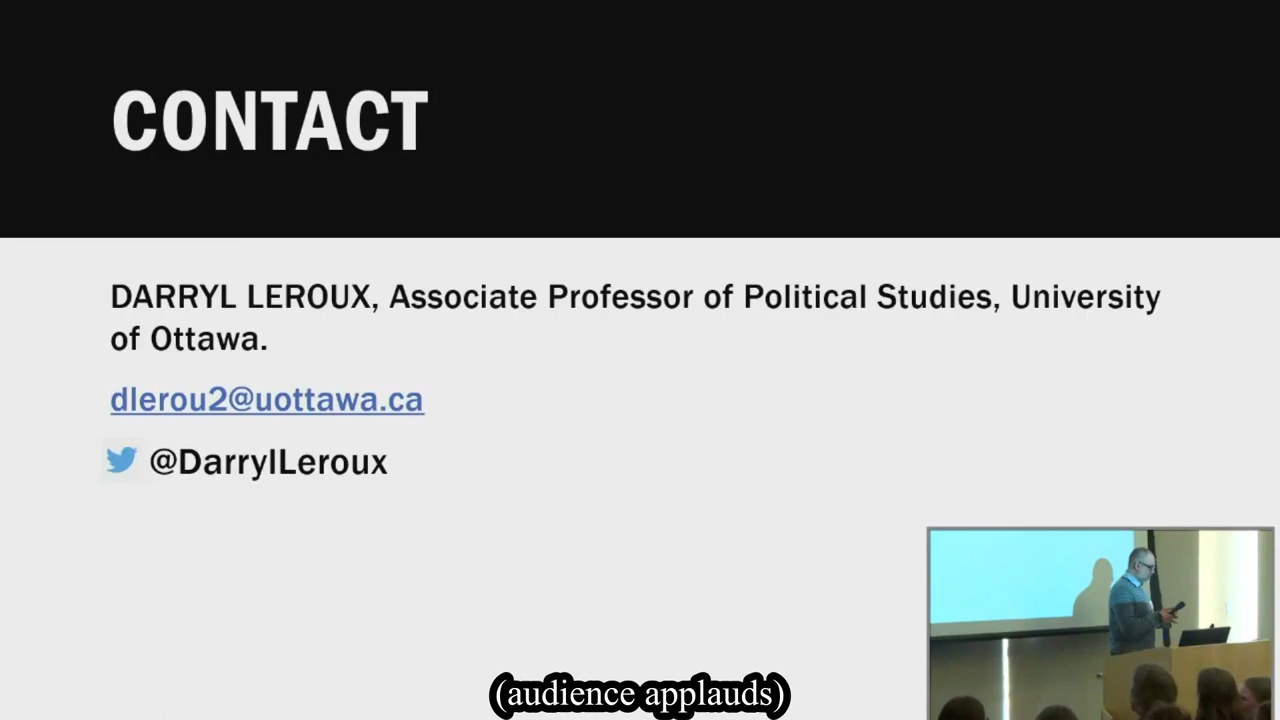 CONTACT
DARRYL LEROUX, Associate Professor of Political Studies, University
of Ottawa.
dlerou2@uottawa.ca
@DarrylLeroux
(audience applauds)